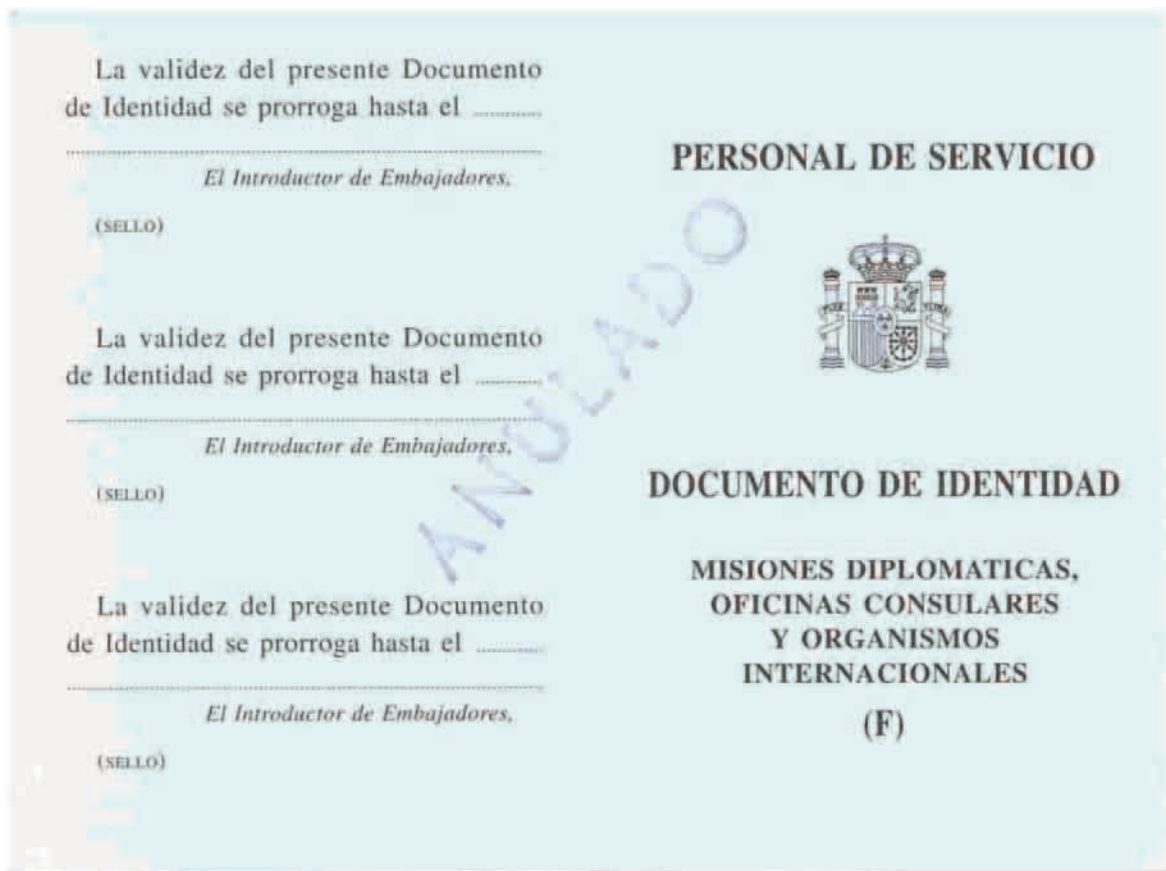 La validez del presente Documento
de Identidad se prorroga hasta el ............
El Introductor de Embajadores,
(SELLO)
La validez del presente Documento
de Identidad se prorroga hasta el ............
El Introductor de Embajadores,
(SELLO)
La validez del presente Documento
de Identidad se prorroga hasta el ............
El Introductor de Embajadores,
(SELLO)
ANULADO
PERSONAL DE SERVICIO
DOCUMENTO DE IDENTIDAD
MISIONES DIPLOMATICAS,
OFICINAS CONSULARES
Y ORGANISMOS
INTERNACIONALES
(F)